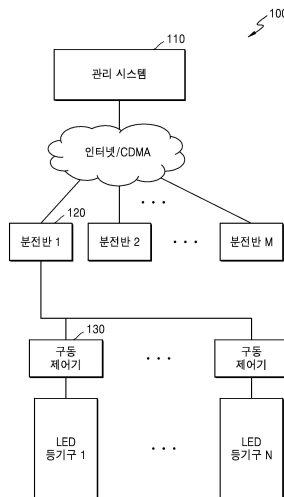 100
110
관리 시스템
인터넷/CDMA
. . .
120
분전반 1
분전반 2
. . .
분전반 M
130
구동
제어기
. . .
구동
제어기
LED
등기구 1
. . .
LED
등기구 N